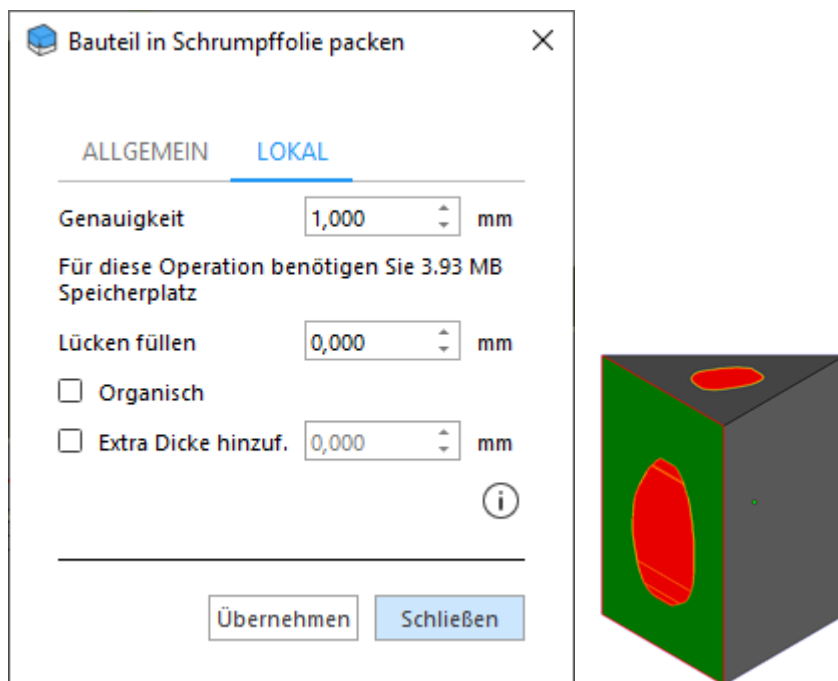 Bauteil in Schrumpffolie packen
ALLGEMEIN LOKAL
Genauigkeit 1,000 mm
Für diese Operation benötigen Sie 3.93 MB
Speicherplatz
Lücken füllen 0,000 mm
Organisch
Extra Dicke hinzuf. 0,000 mm
Übernehmen Schließen